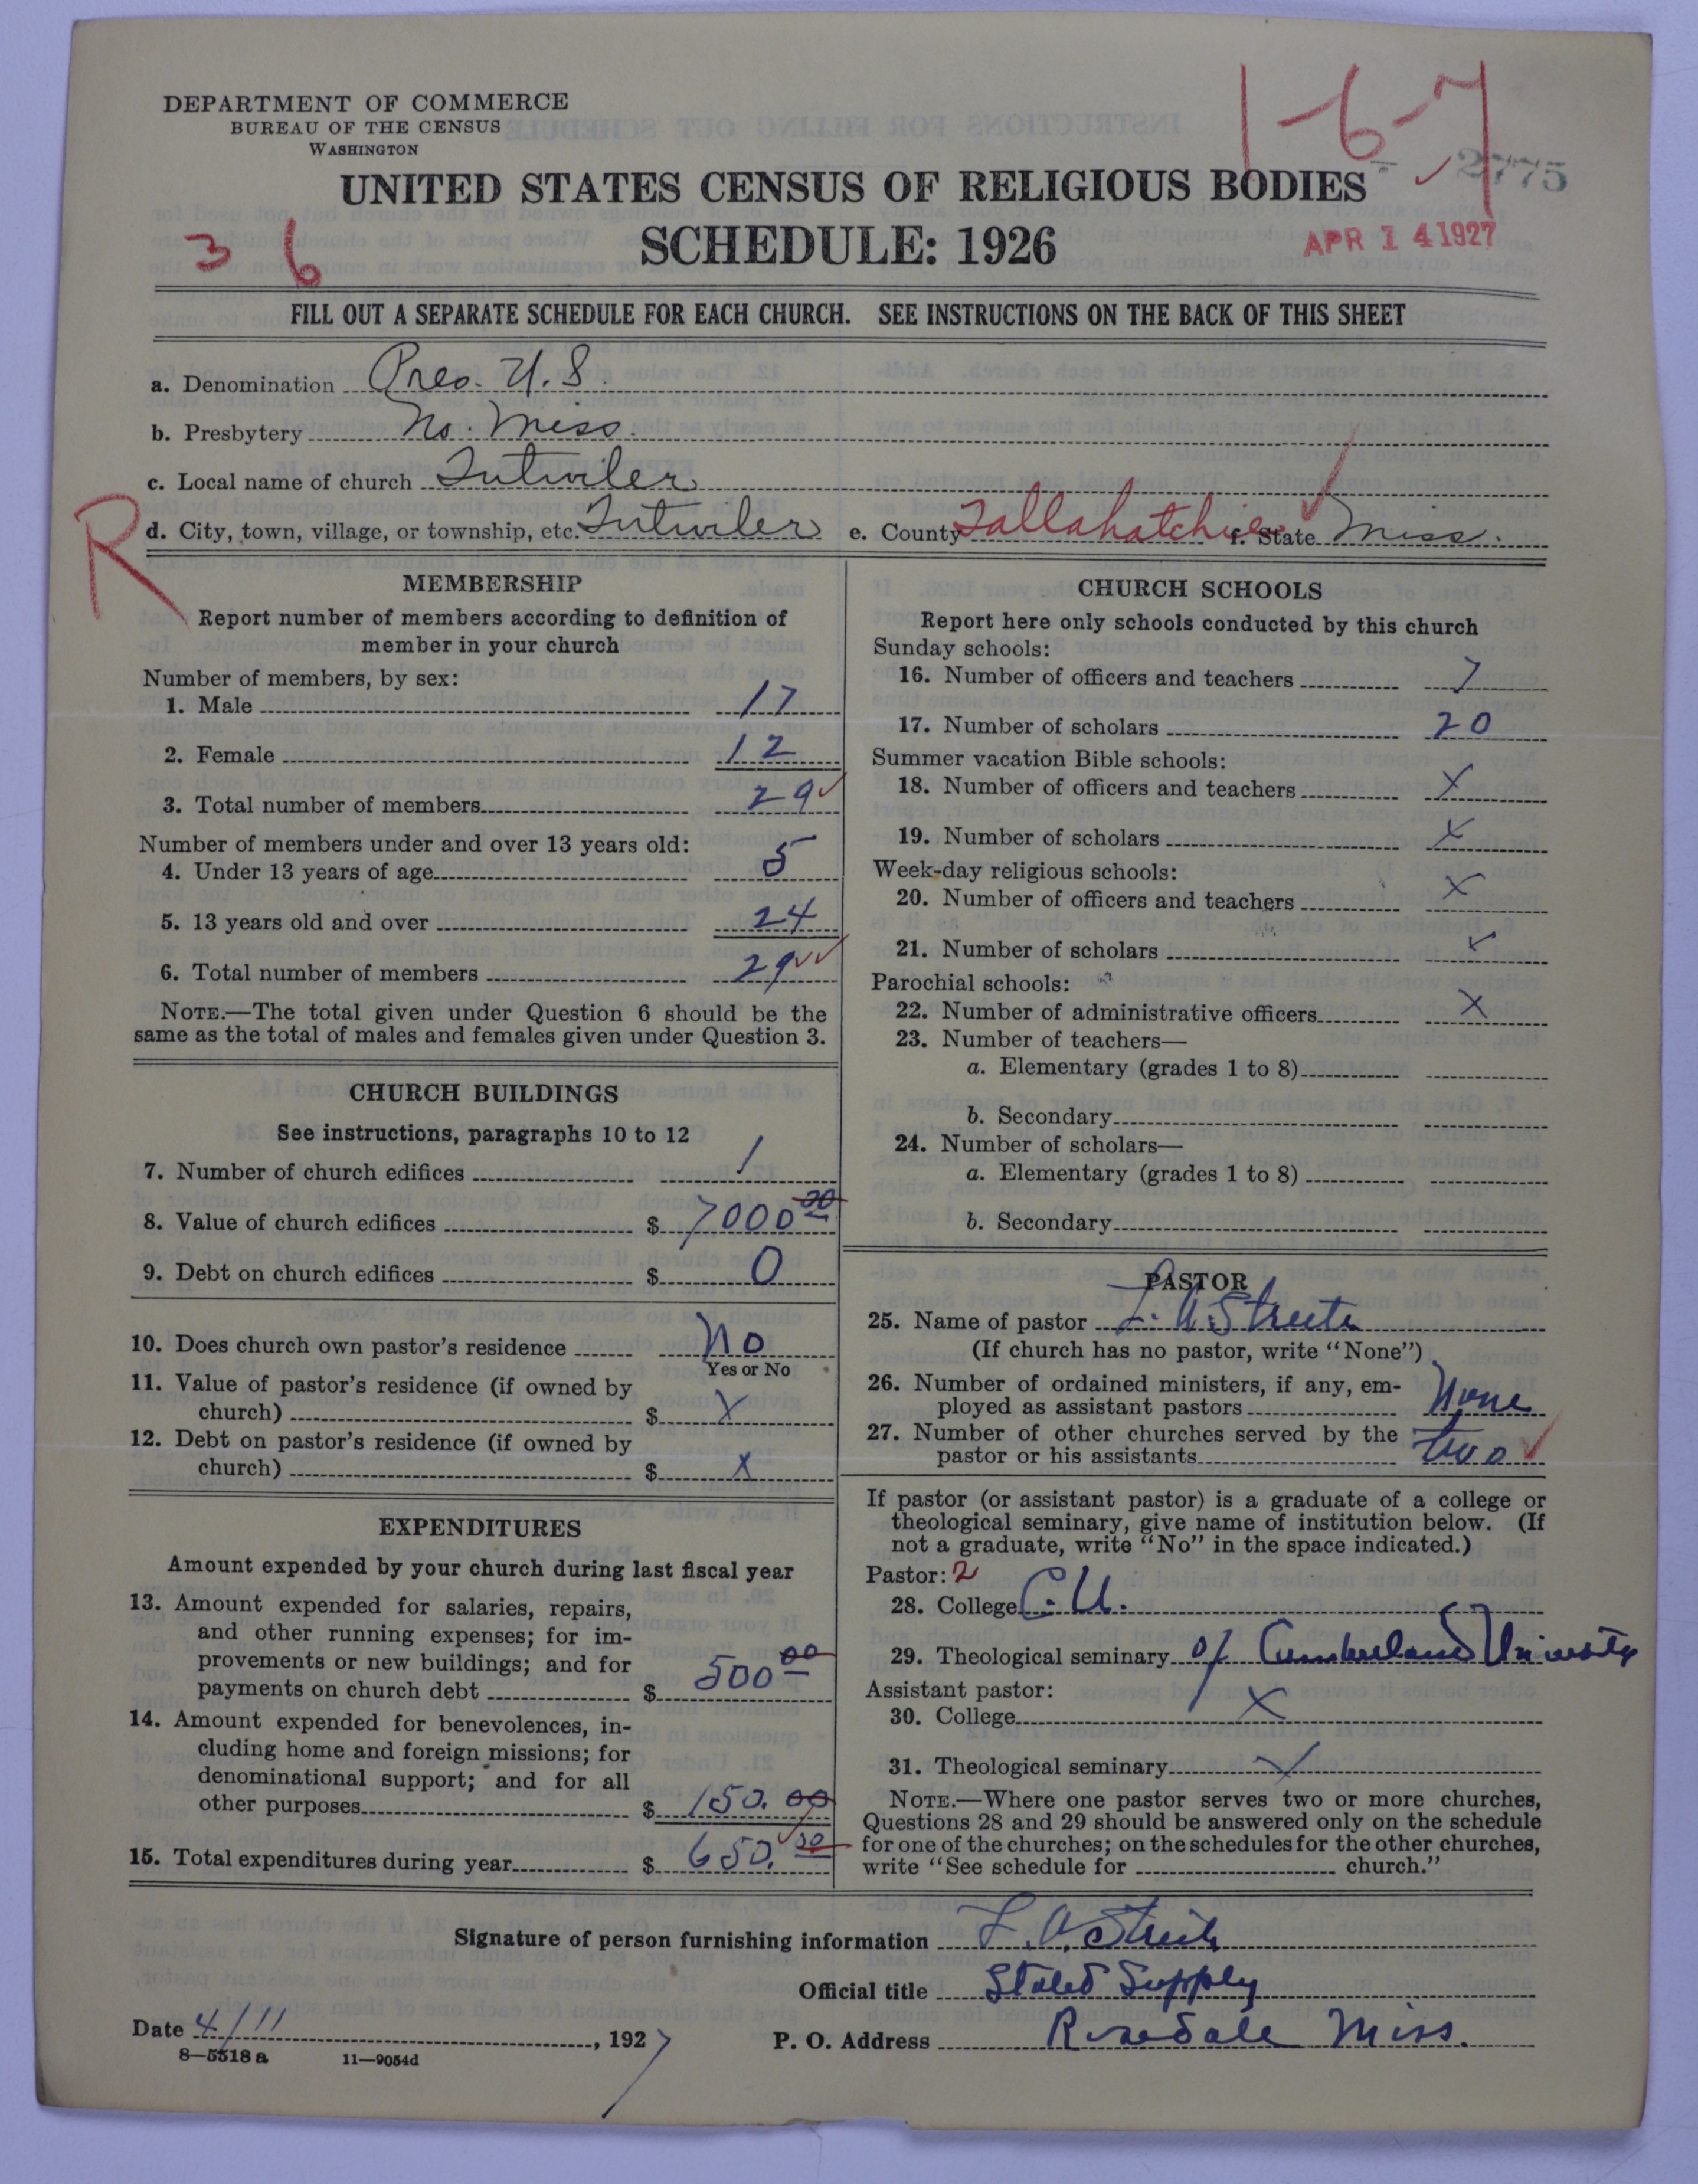 DEPARTMENT OF COMMERCE
BUREAU OF THE CENSUS
WASHINGTON
1-6-7
2775
UNITED STATES CENSUS OF RELIGIOUS BODIES
SCHEDULE: 1926
3 6
APR 14 1927
FILL OUT A SEPARATE SCHEDULE FOR EACH CHURCH. SEE INSTRUCTIONS ON THE BACK OF THIS SHEET
a. Denomination Pres. U.S.
b. Presbytery No. Miss.
c. Local name of church Tutwiler
R
d. City, town, village, or township, etc. Tutwiler e. County Tallahatchie f. State Miss.
MEMBERSHIP
Report number of members according to definition of
member in your church
Number of members, by sex:
1. Male 17
2. Female 12
3. Total number of members 29
Number of members under and over 13 years old:
4. Under 13 years of age 5
5. 13 years old and over 24
6. Total number of members 29
NOTE.—The total given under Question 6 should be the
same as the total of males and females given under Question 3.
CHURCH BUILDINGS
See instructions, paragraphs 10 to 12
7. Number of church edifices 1
8. Value of church edifices $ 7000 00
9. Debt on church edifices $ 0
10. Does church own pastor's residence No
Yes or No
11. Value of pastor's residence (if owned by
church) $ X
12. Debt on pastor's residence (if owned by
church) $ X
EXPENDITURES
Amount expended by your church during last fiscal year
13. Amount expended for salaries, repairs,
and other running expenses; for im-
provements or new buildings; and for
payments on church debt $ 500 00
14. Amount expended for benevolences, in-
cluding home and foreign missions; for
denominational support; and for all
other purposes $ 150. 00
15. Total expenditures during year $ 650. 00
CHURCH SCHOOLS
Report here only schools conducted by this church
Sunday schools:
16. Number of officers and teachers 7
17. Number of scholars 20
Summer vacation Bible schools:
18. Number of officers and teachers X
19. Number of scholars X
Week-day religious schools:
20. Number of officers and teachers X
21. Number of scholars X
Parochial schools:
22. Number of administrative officers X
23. Number of teachers—
a. Elementary (grades 1 to 8)
b. Secondary
24. Number of scholars—
a. Elementary (grades 1 to 8)
b. Secondary
PASTOR
25. Name of pastor L. A. Streete
(If church has no pastor, write "None")
26. Number of ordained ministers, if any, em-
ployed as assistant pastors None
27. Number of other churches served by the
pastor or his assistants two
If pastor (or assistant pastor) is a graduate of a college or
theological seminary, give name of institution below. (If
not a graduate, write "No" in the space indicated.)
Pastor: 2
28. College C. U.
29. Theological seminary of Cumberland University
Assistant pastor:
30. College X
31. Theological seminary X
NOTE.—Where one pastor serves two or more churches,
Questions 28 and 29 should be answered only on the schedule
for one of the churches; on the schedules for the other churches,
write "See schedule for church."
Signature of person furnishing information L. A. Streete
Official title Stated Supply
Date 4/11, 1927 P. O. Address Rosedale Miss.
8—5518 a 11—9054d